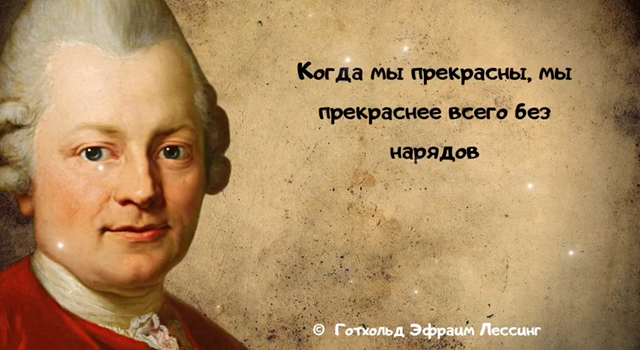 Когда мы прекрасны, мы
прекраснее всего без
нарядов
© Готхольд Эфраим Лессинг